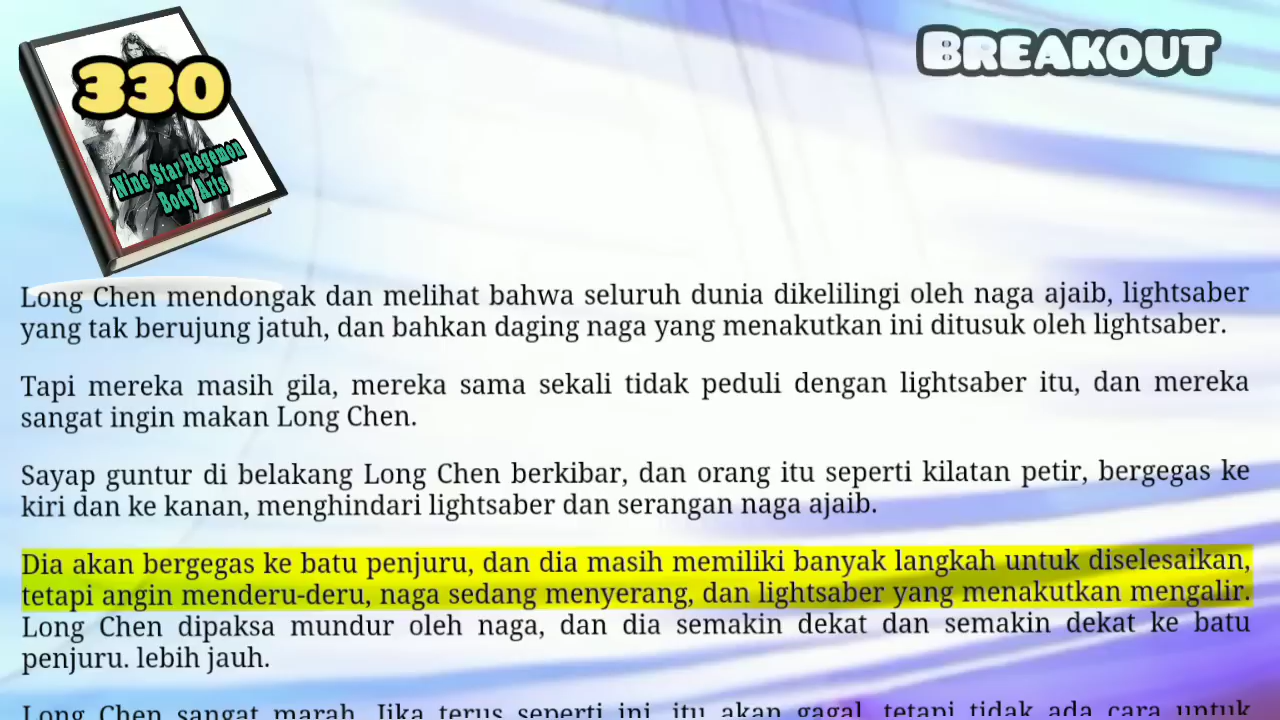 330
Nine Star Hegemon
Body Arts
Breakout
Long Chen mendongak dan melihat bahwa seluruh dunia dikelilingi oleh naga ajaib, lightsaber
yang tak berujung jatuh, dan bahkan daging naga yang menakutkan ini ditusuk oleh lightsaber.
Tapi mereka masih gila, mereka sama sekali tidak peduli dengan lightsaber itu, dan mereka
sangat ingin makan Long Chen.
Sayap guntur di belakang Long Chen berkibar, dan orang itu seperti kilatan petir, bergegas ke
kiri dan ke kanan, menghindari lightsaber dan serangan naga ajaib.
Dia akan bergegas ke batu penjuru, dan dia masih memiliki banyak langkah untuk diselesaikan,
tetapi angin menderu-deru, naga sedang menyerang, dan lightsaber yang menakutkan mengalir.
Long Chen dipaksa mundur oleh naga, dan dia semakin dekat dan semakin dekat ke batu
penjuru. lebih jauh.
Long Chen sangat marah. Jika terus seperti ini, itu akan gagal, tetapi tidak ada cara untuk